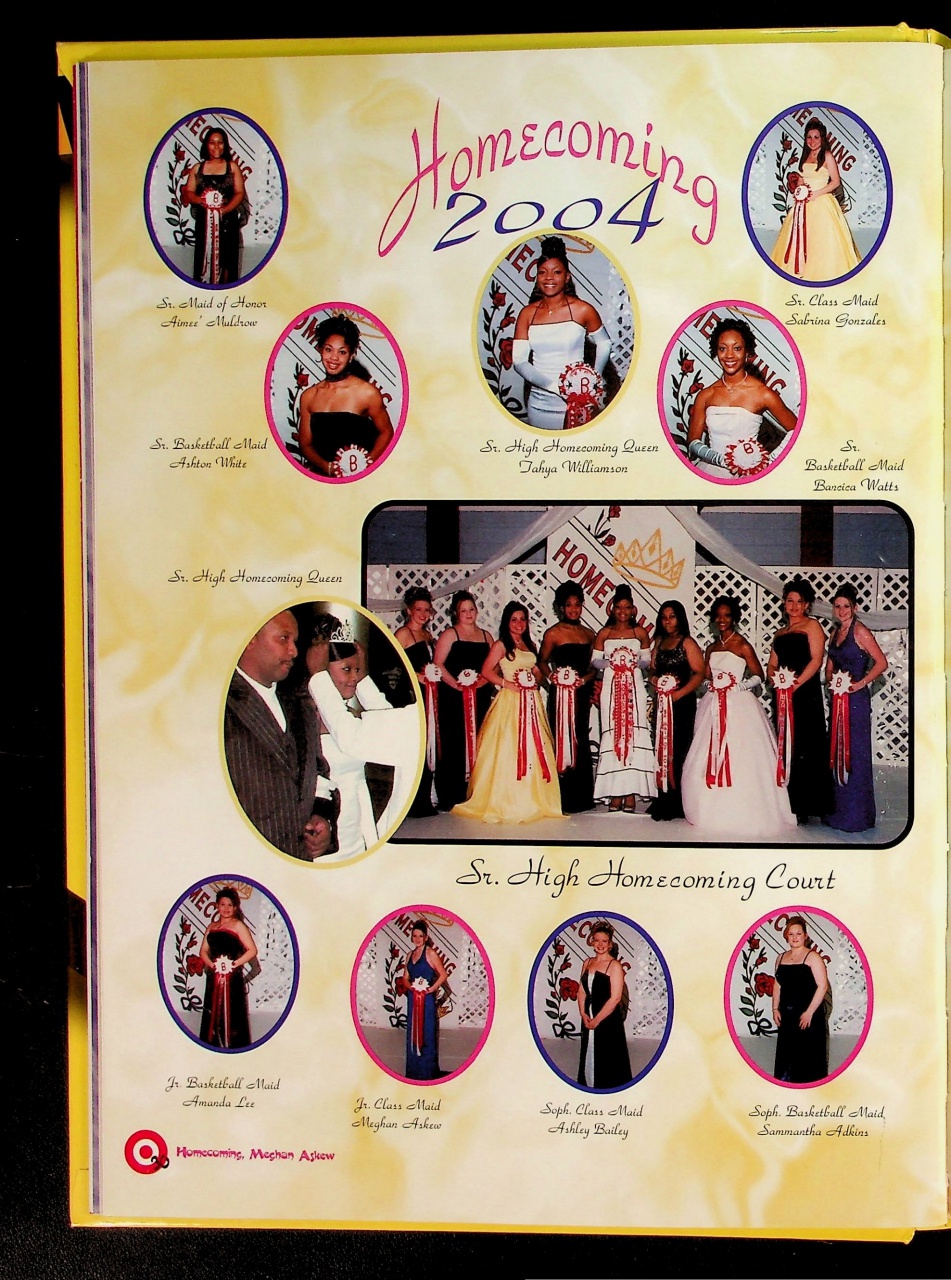 Homecoming
2004
Sr. Maid of Honor
Aimee' Muldrow
Sr. Class Maid
Sabrina Gonzales
Sr. Basketball Maid
Ashton White
Sr. High Homecoming Queen
Tahya Williamson
Sr.
Basketball Maid
Bancica Watts
Sr. High Homecoming Queen
HOMECO
Sr. High Homecoming Court
Jr. Basketball Maid
Amanda Lee
Jr. Class Maid
Meghan Askew
Soph. Class Maid
Ashley Bailey
Soph. Basketball Maid
Sammantha Adkins
30 Homecoming, Meghan Askew